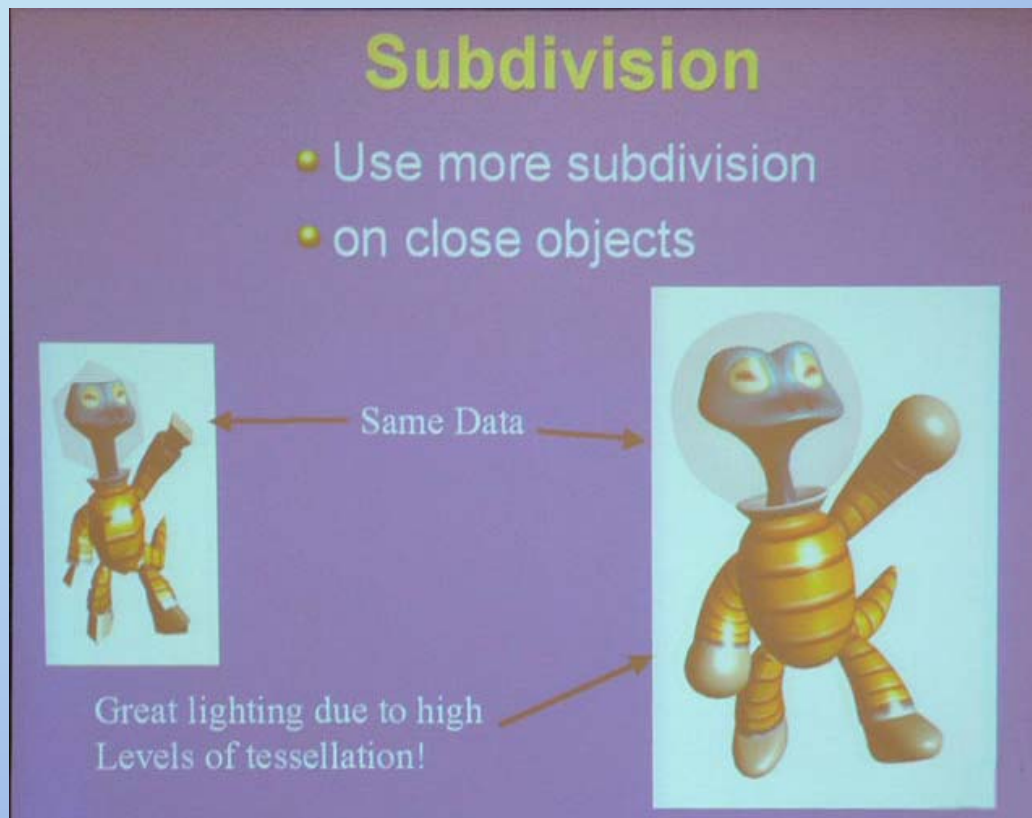 Subdivision
Use more subdivision
on close objects
Same Data
Great lighting due to high
Levels of tessellation!